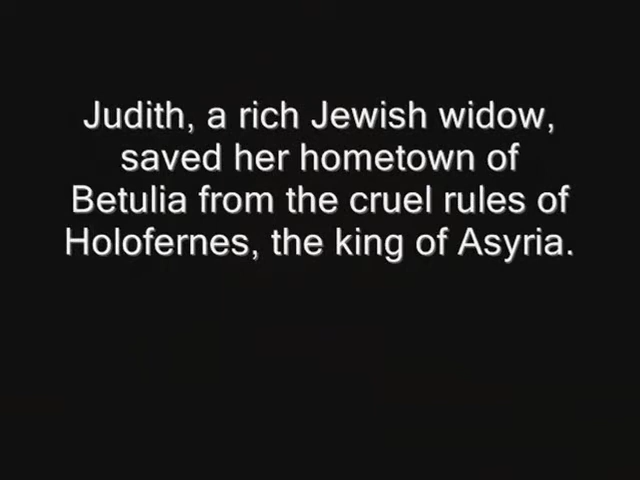 Judith, a rich Jewish widow,
saved her hometown of
Betulia from the cruel rules of
Holofernes, the king of Asyria.